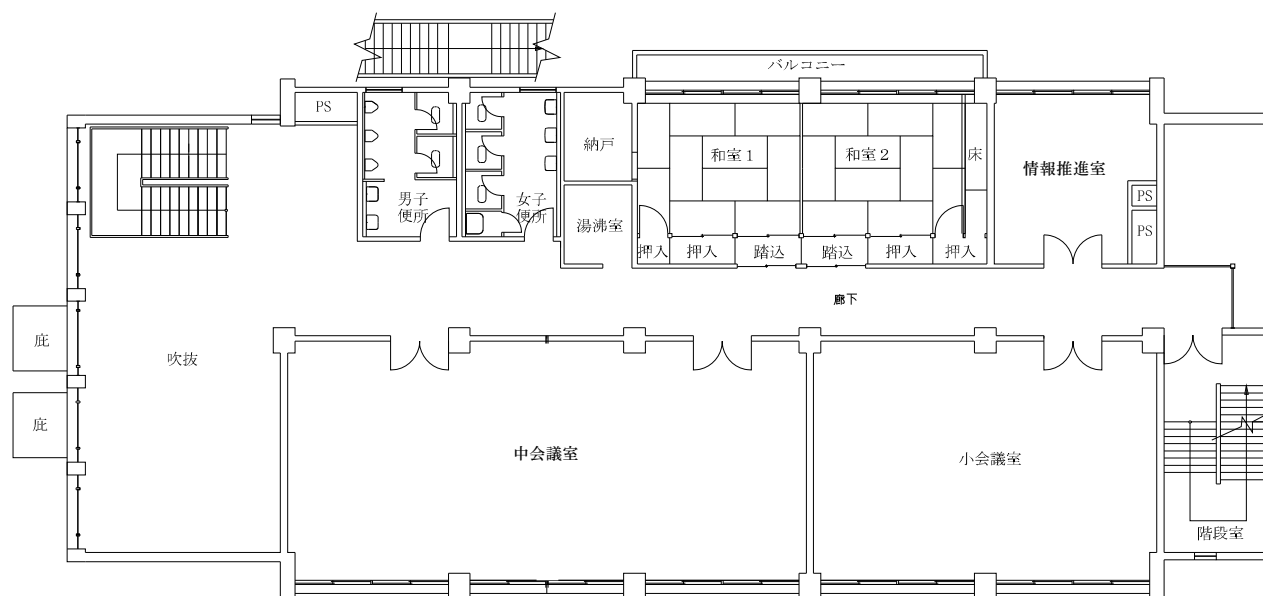 バルコニー
PS
納戸
和室１
和室２
床
情報推進室
男子
便所
女子
便所
湯沸室
PS
PS
押入
押入
踏込
踏込
押入
押入
廊下
庇
吹抜
庇
中会議室
小会議室
階段室